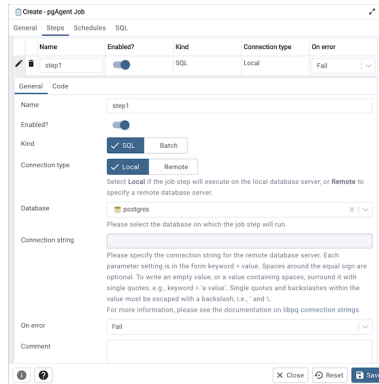 Create - pgAgent Job
General Steps Schedules SQL
Name Enabled? Kind Connection type On error
step1 SQL Local Fail
General Code
Name step1
Enabled?
Kind SQL Batch
Connection type Local Remote
Select Local if the job step will execute on the local database server, or Remote to
specify a remote database server.
Database postgres
Please select the database on which the job step will run.
Connection string
Please specify the connection string for the remote database server. Each
parameter setting is in the form keyword = value. Spaces around the equal sign are
optional. To write an empty value, or a value containing spaces, surround it with
single quotes, e.g., keyword = 'a value'. Single quotes and backslashes within the
value must be escaped with a backslash, i.e., \' and \\.
For more information, please see the documentation on libpq connection strings.
On error Fail
Comment
Close Reset Save